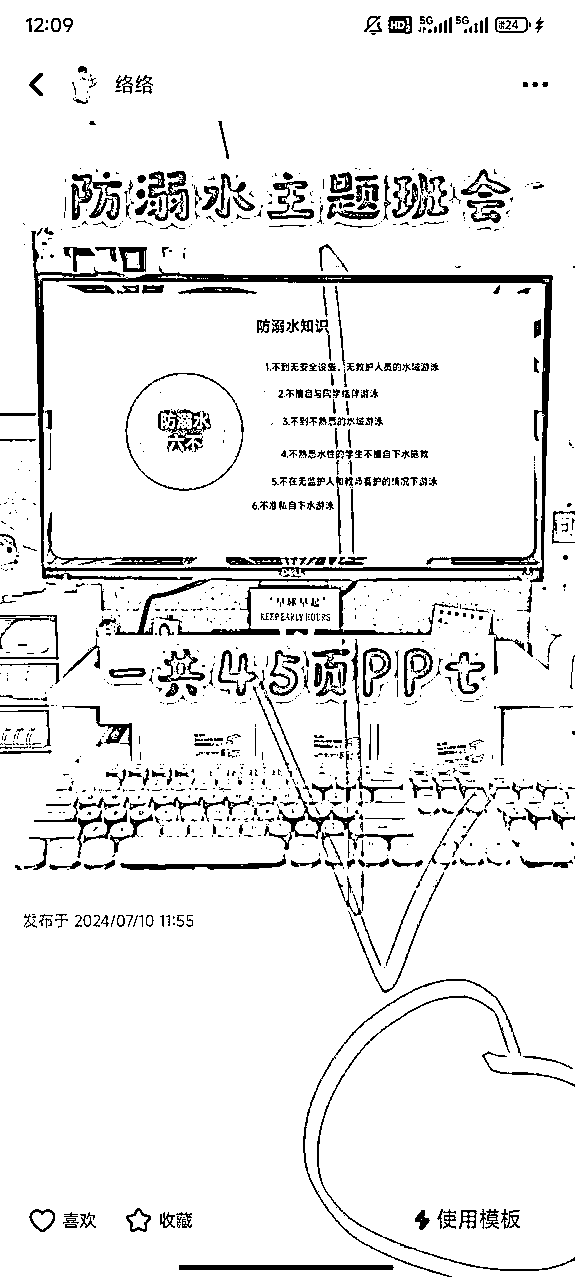 12:09
HD 5G 5G 24
络络
防溺水主题班会
防溺水知识
1.不到无安全设施、无救护人员的水域游泳
2.不擅自与同学结伴游泳
3.不到不熟悉的水域游泳
防溺水
六不
4.不熟悉水性的学生不擅自下水施救
5.不在无监护人和教师看护的情况下游泳
6.不准私自下水游泳
"早睡早起"
KEEP EARLY HOURS
一共45页PPt
发布于 2024/07/10 11:55
喜欢
收藏
使用模板